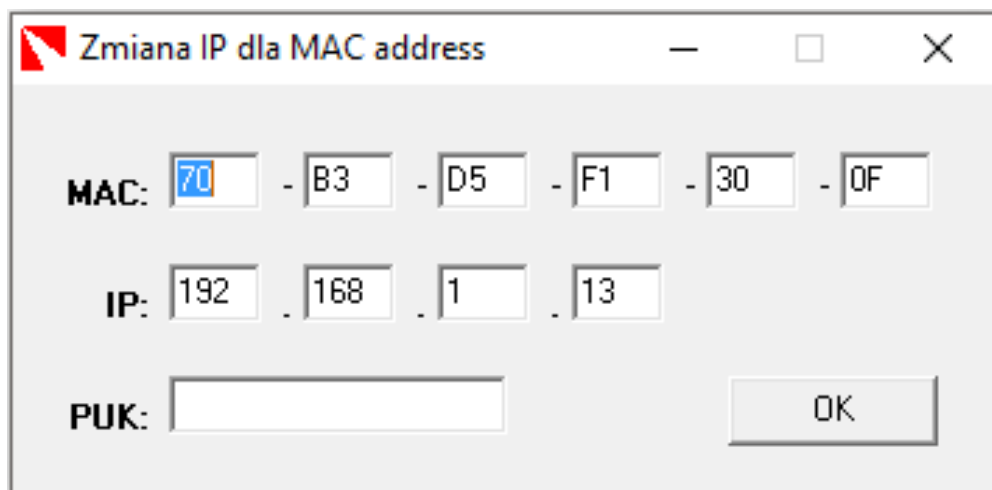 Zmiana IP dla MAC address
MAC: 70 - B3 - D5 - F1 - 30 - 0F
IP: 192 . 168 . 1 . 13
PUK: OK